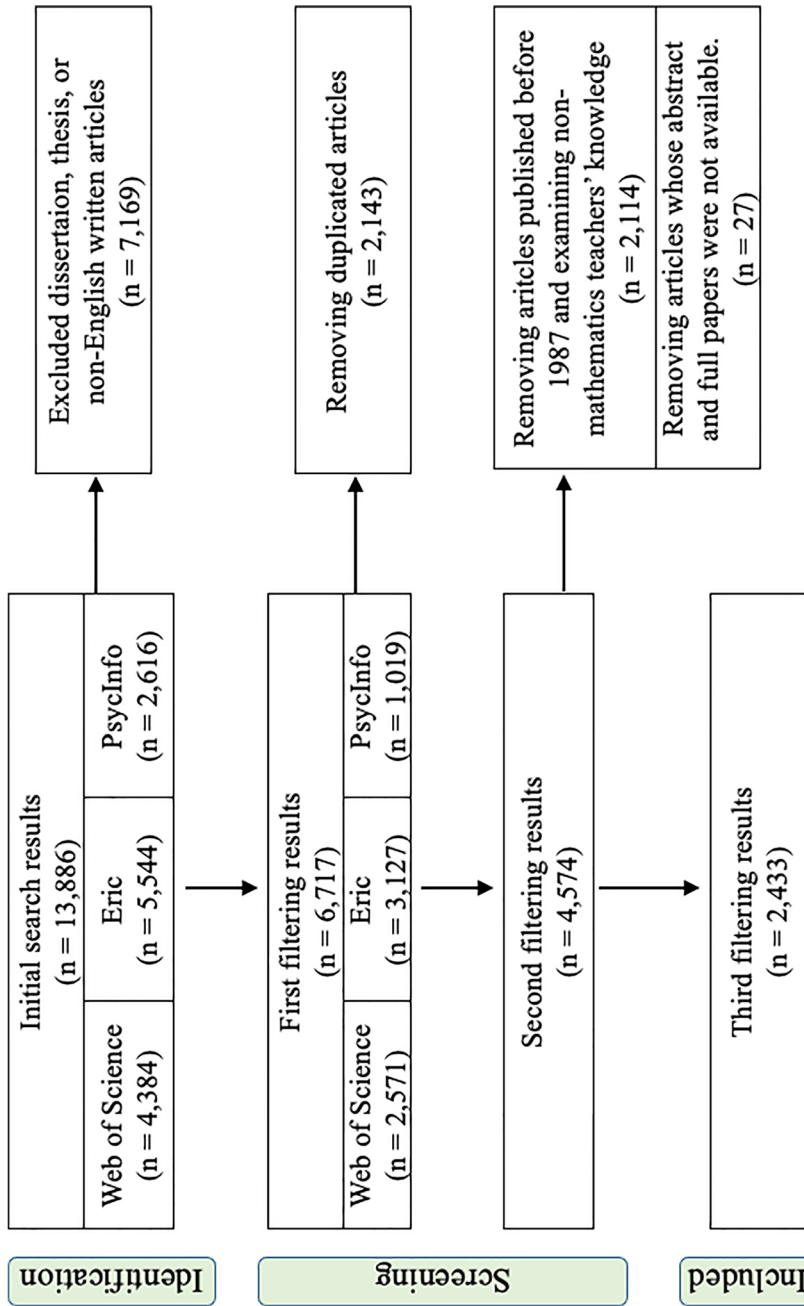 Identification
Initial search results
(n = 13,886)
Web of Science
(n = 4,384)
Eric
(n = 5,544)
PsycInfo
(n = 2,616)
Excluded dissertaion, thesis, or
non-English written articles
(n = 7,169)
Screening
First filtering results
(n = 6,717)
Web of Science
(n = 2,571)
Eric
(n = 3,127)
PsycInfo
(n = 1,019)
Removing duplicated articles
(n = 2,143)
Second filtering results
(n = 4,574)
Removing aritcles published before
1987 and examining non-
mathematics teachers’ knowledge
(n = 2,114)
Removing articles whose abstract
and full papers were not available.
(n = 27)
Included
Third filtering results
(n = 2,433)